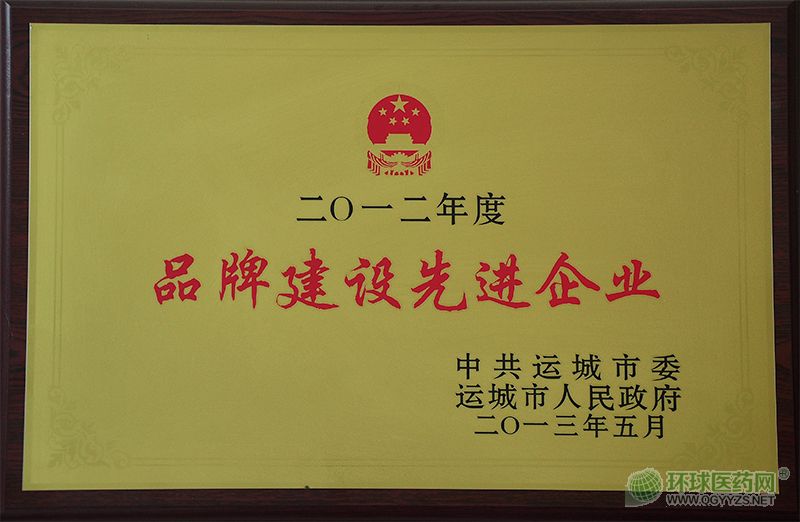 二〇一二年度
品牌建设先进企业
中共运城市委
运城市人民政府
二〇一三年五月
环球医药网
WWW.QGYYZS.NET